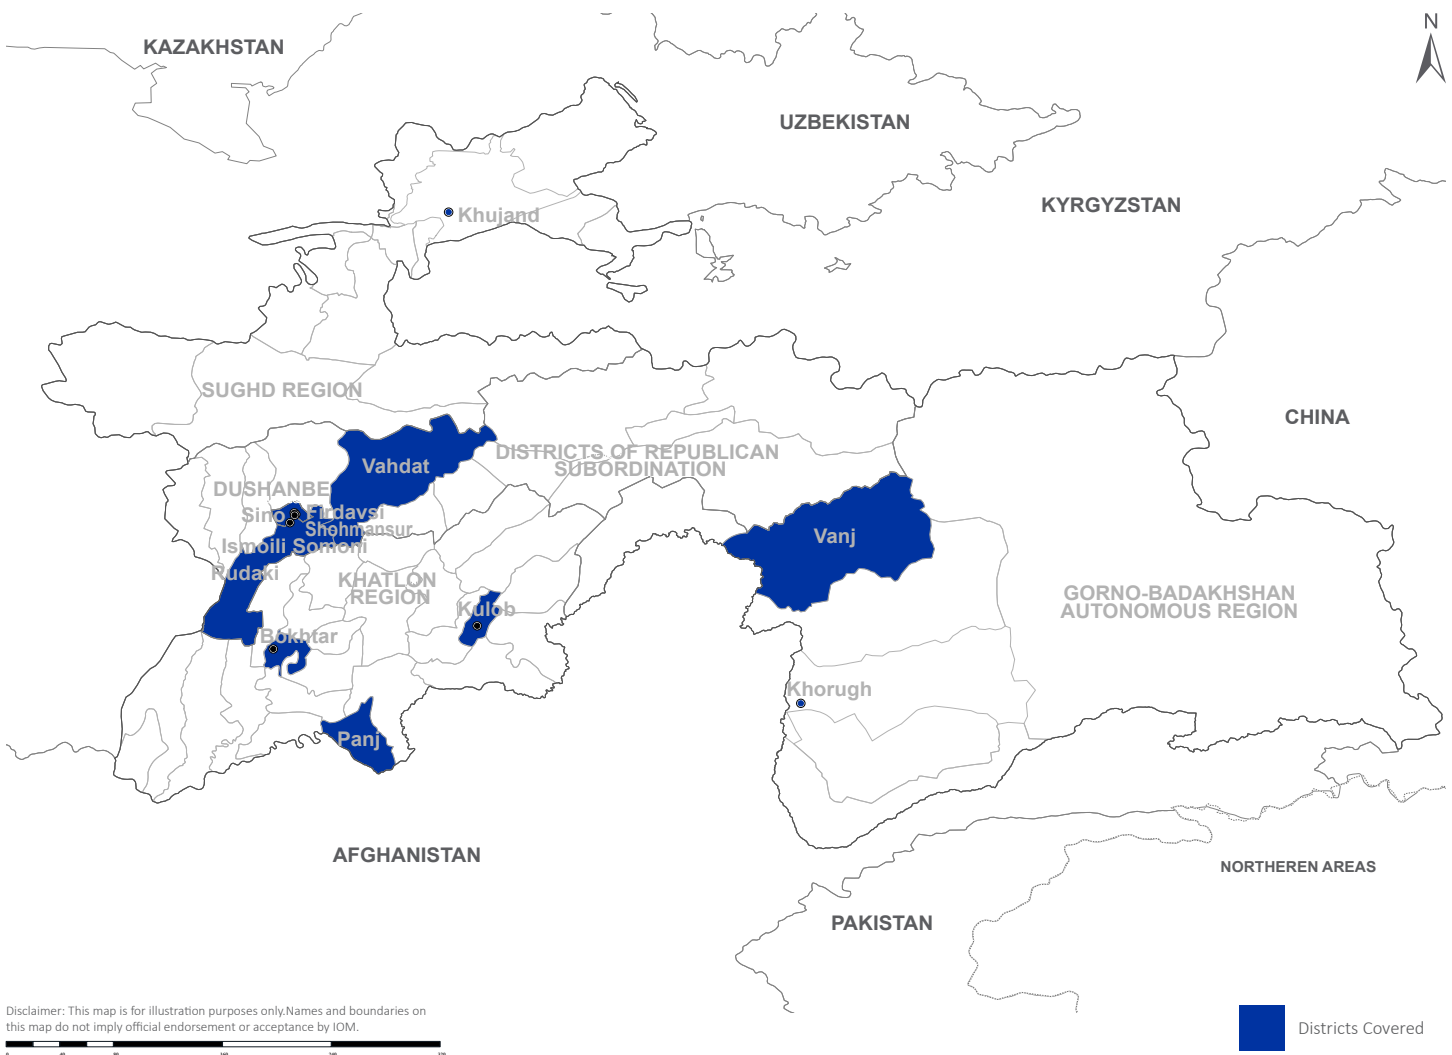 N
KAZAKHSTAN
UZBEKISTAN
KYRGYZSTAN
Khujand
SUGHD REGION
CHINA
DISTRICTS OF REPUBLICAN
SUBORDINATION
Vahdat
DUSHANBE
Sino
Firdavsi
Shohmansur
Ismoili Somoni
Vanj
Rudaki
KHATLON
REGION
GORNO-BADAKHSHAN
AUTONOMOUS REGION
Kulob
Bokhtar
Khorugh
Panj
AFGHANISTAN
NORTHEREN AREAS
PAKISTAN
Disclaimer: This map is for illustration purposes only.Names and boundaries on
this map do not imply official endorsement or acceptance by IOM.
Districts Covered